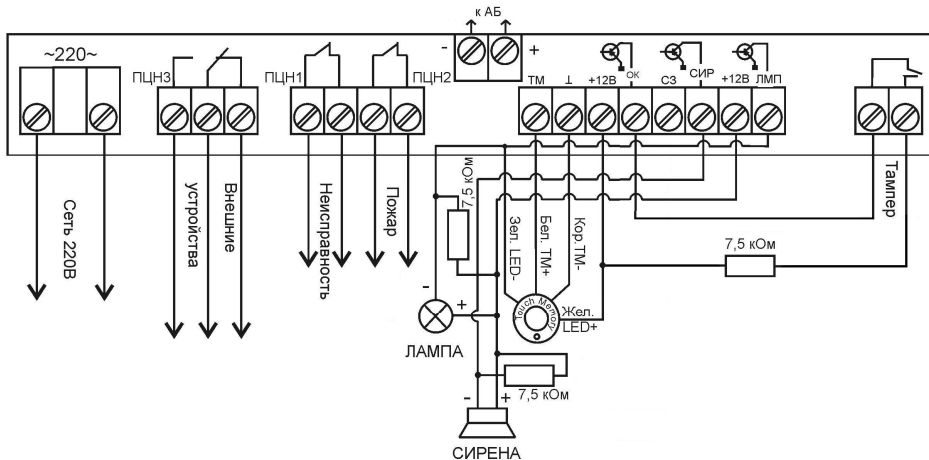 к АБ
~220~
-
+
ПЦН3
ПЦН1
ПЦН2
ТМ
⊥
+12В
ОК
СЗ
СИР
+12В
ЛМП
Сеть 220В
устройства
Внешние
Неисправность
Пожар
7,5 кОм
Зел. LED-
Бел. ТМ+
Кор.ТМ-
Тампер
7,5 кОм
-
+
Touch Memory
Жел.
LED+
ЛАМПА
7,5 кОм
-
+
СИРЕНА